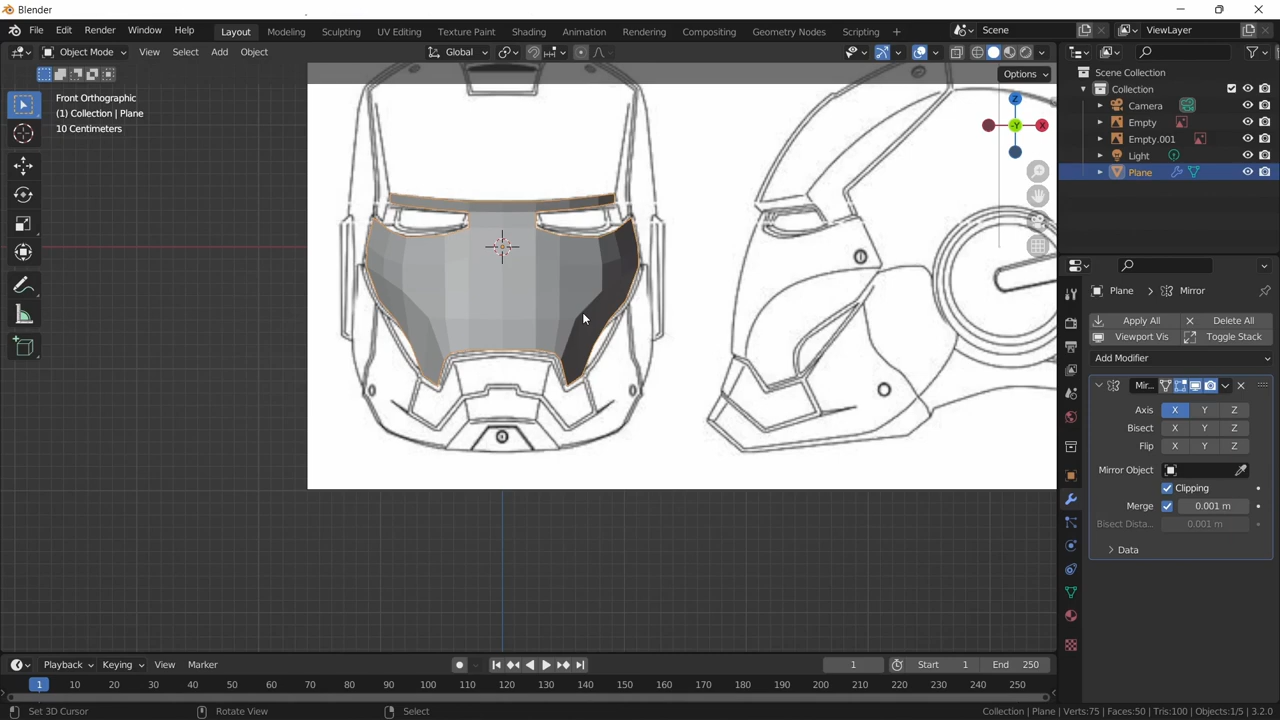 Blender
File Edit Render Window Help Layout Modeling Sculpting UV Editing Texture Paint Shading Animation Rendering Compositing Geometry Nodes Scripting + Scene ViewLayer
Object Mode View Select Add Object Global
Options
Front Orthographic
(1) Collection | Plane
10 Centimeters
Z
-Y
X
Scene Collection
Collection
Camera
Empty
Empty.001
Light
Plane
Plane > Mirror
Apply All Delete All
Viewport Vis Toggle Stack
Add Modifier
Mir...
Axis X Y Z
Bisect X Y Z
Flip X Y Z
Mirror Object
Clipping
Merge 0.001 m
Bisect Dista... 0.001 m
Data
Playback Keying View Marker 1 Start 1 End 250
1 10 20 30 40 50 60 70 80 90 100 110 120 130 140 150 160 170 180 190 200 210 220 230 240 250
Set 3D Cursor Rotate View Select Collection | Plane | Verts:75 | Faces:50 | Tris:100 | Objects:1/5 | 3.2.0